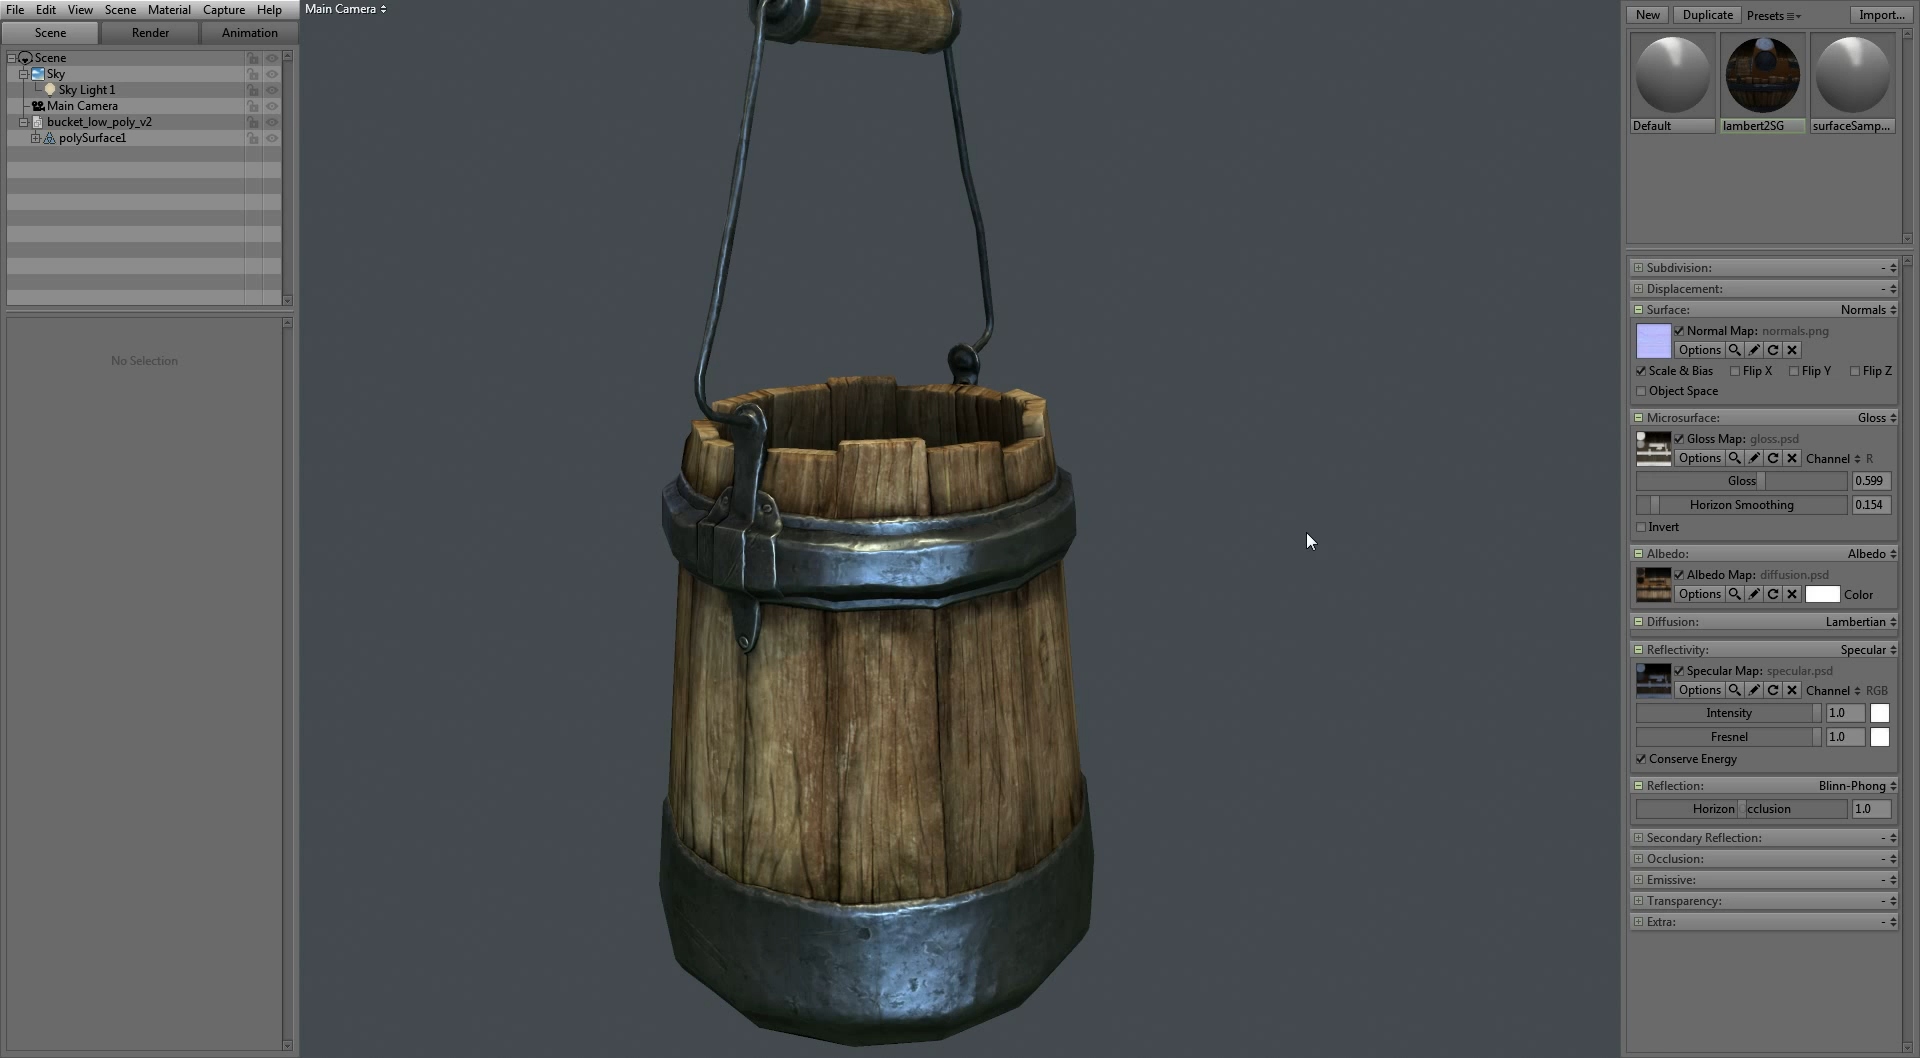 File Edit View Scene Material Capture Help
Scene Render Animation
Scene
Sky
Sky Light 1
Main Camera
bucket_low_poly_v2
polySurface1
No Selection
Main Camera
New Duplicate Presets Import...
Default lambert2SG surfaceSamp...
Subdivision: -
Displacement: -
Surface: Normals
Normal Map: normals.png
Options
Scale & Bias Flip X Flip Y Flip Z
Object Space
Microsurface: Gloss
Gloss Map: gloss.psd
Options Channel R
Gloss 0.599
Horizon Smoothing 0.154
Invert
Albedo: Albedo
Albedo Map: diffusion.psd
Options Color
Diffusion: Lambertian
Reflectivity: Specular
Specular Map: specular.psd
Options Channel RGB
Intensity 1.0
Fresnel 1.0
Conserve Energy
Reflection: Blinn-Phong
Horizon cclusion 1.0
Secondary Reflection: -
Occlusion: -
Emissive: -
Transparency: -
Extra: -